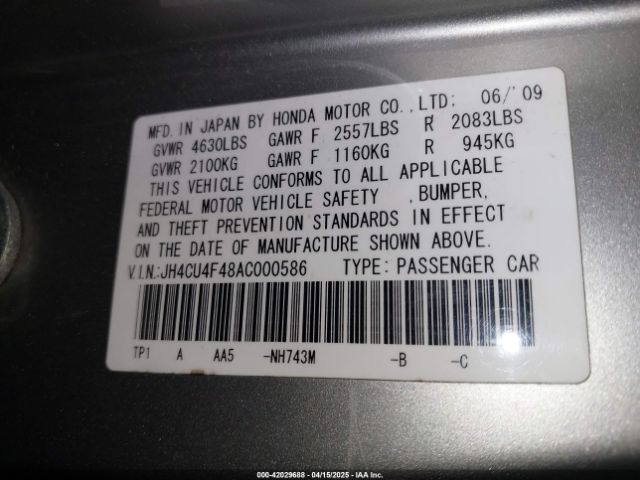 MFD. IN JAPAN BY HONDA MOTOR CO., LTD: 06/'09
GVWR 4630LBS GAWR F 2557LBS R 2083LBS
GVWR 2100KG GAWR F 1160KG R 945KG
THIS VEHICLE CONFORMS TO ALL APPLICABLE
FEDERAL MOTOR VEHICLE SAFETY , BUMPER,
AND THEFT PREVENTION STANDARDS IN EFFECT
ON THE DATE OF MANUFACTURE SHOWN ABOVE.
V.I.N.:JH4CU4F48AC000586 TYPE: PASSENGER CAR
TP1 A AA5 -NH743M -B -C
000-42029688 - 04/15/2025 - IAA Inc.